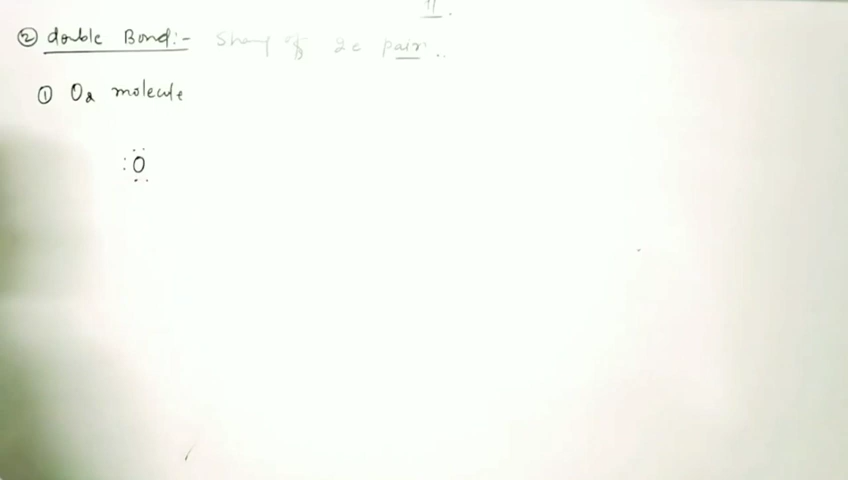 ② double Bond:- Sharing of 2e pair..
① O2 molecule
:O